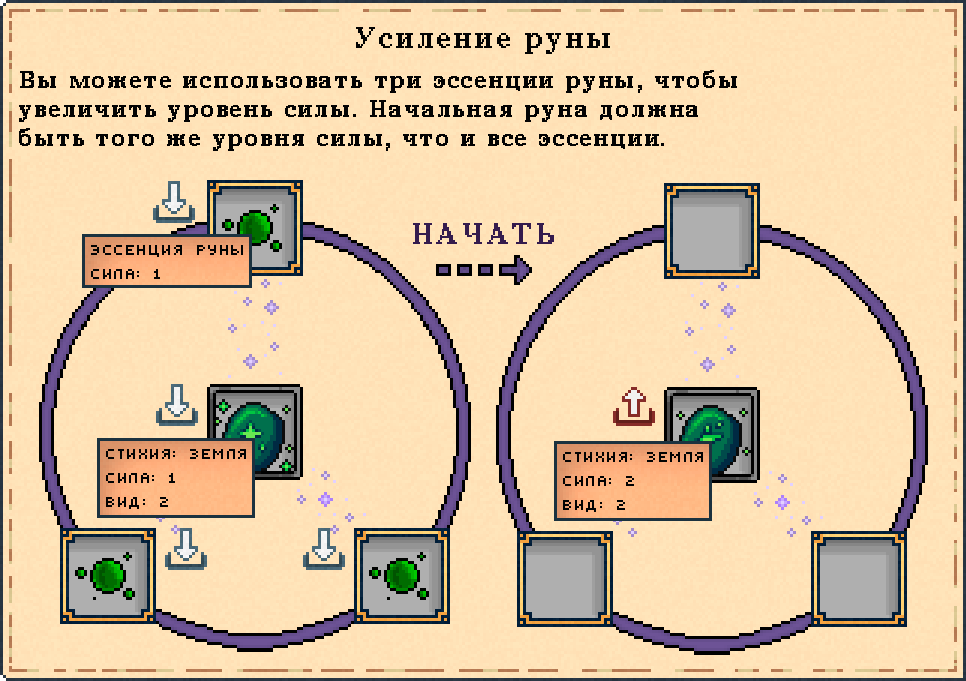 Усиление руны
Вы можете использовать три эссенции руны, чтобы
увеличить уровень силы. Начальная руна должна
быть того же уровня силы, что и все эссенции.
НАЧАТЬ
ЭССЕНЦИЯ РУНЫ
СИЛА: 1
СТИХИЯ: ЗЕМЛЯ
СИЛА: 1
ВИД: 2
СТИХИЯ: ЗЕМЛЯ
СИЛА: 2
ВИД: 2